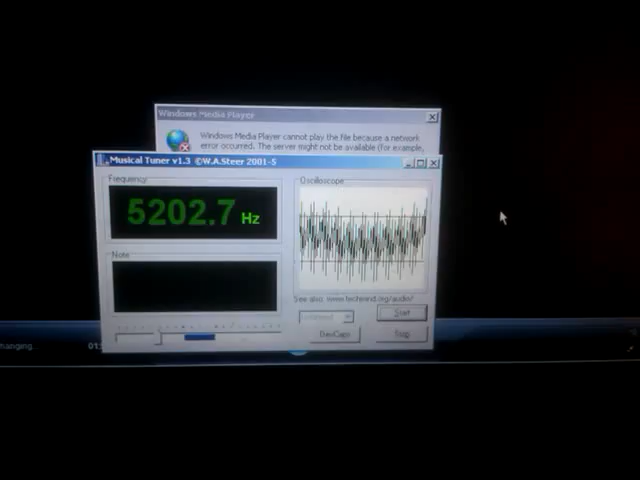 Windows Media Player
Windows Media Player cannot play the file because a network
error occurred. The server might not be available (for example,
Musical Tuner v1.3 ©W.A.Steer 2001-5
Frequency
5202.7 Hz
Oscilloscope
Note
See also: www.techmind.org/audio/
Start
DevCaps
Stop
hanging...
01: